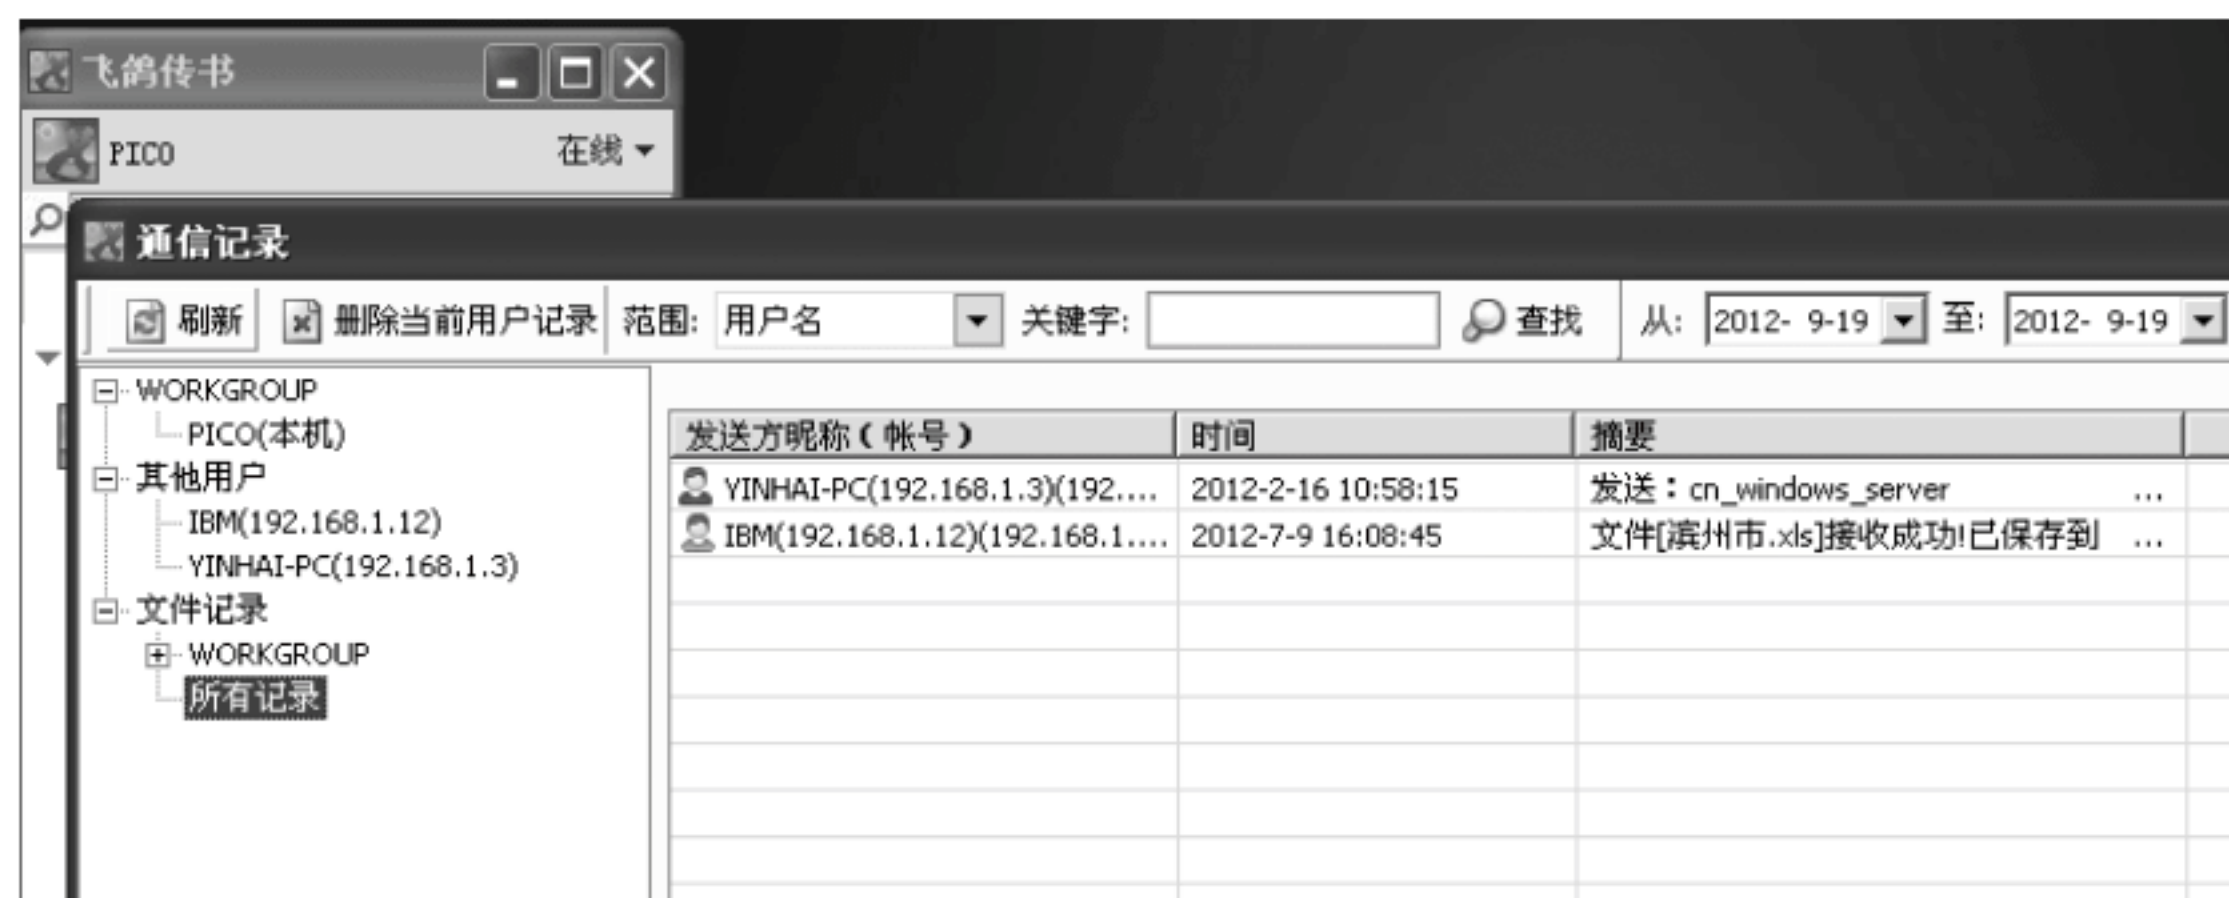 飞鸽传书
PICO 在线
通信记录
刷新 删除当前用户记录 范围: 用户名 关键字: 查找 从: 2012- 9-19 至: 2012- 9-19
WORKGROUP
PICO(本机)
其他用户
IBM(192.168.1.12)
YINHAI-PC(192.168.1.3)
文件记录
WORKGROUP
所有记录
发送方昵称(帐号) 时间 摘要
YINHAI-PC(192.168.1.3)(192.... 2012-2-16 10:58:15 发送:cn_windows_server ...
IBM(192.168.1.12)(192.168.1.... 2012-7-9 16:08:45 文件[滨州市.xls]接收成功!已保存到 ...